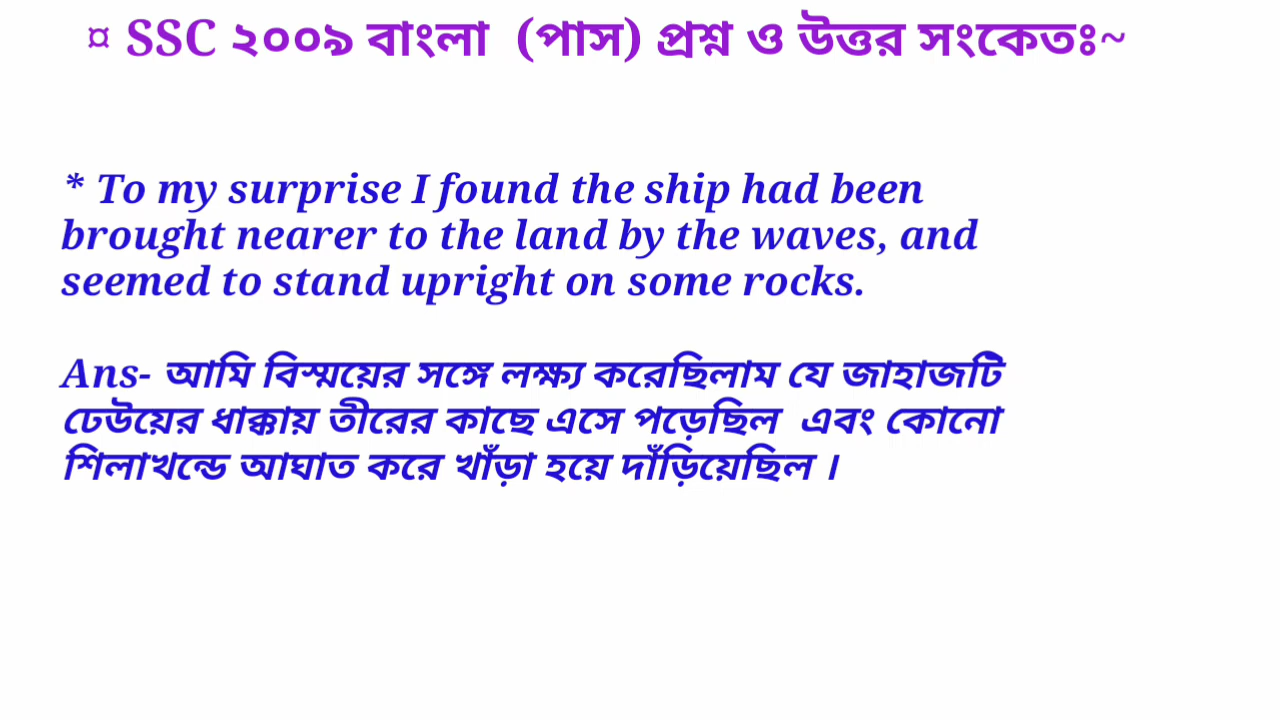 ¤ SSC ২০০৯ বাংলা (পাস) প্রশ্ন ও উত্তর সংকেতঃ~
* To my surprise I found the ship had been
brought nearer to the land by the waves, and
seemed to stand upright on some rocks.
Ans- আমি বিস্ময়ের সঙ্গে লক্ষ্য করেছিলাম যে জাহাজটি
ঢেউয়ের ধাক্কায় তীরের কাছে এসে পড়েছিল এবং কোনো
শিলাখন্ডে আঘাত করে খাঁড়া হয়ে দাঁড়িয়েছিল ।